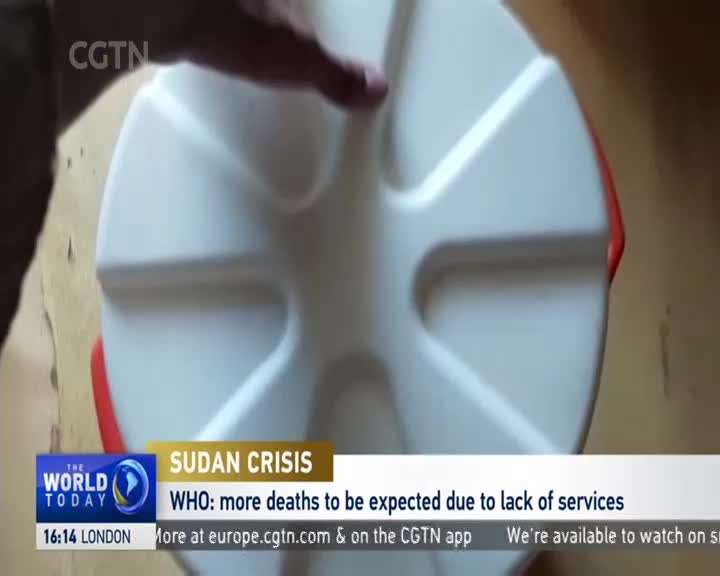 CGTN
SUDAN CRISIS
THE
WORLD
TODAY
WHO: more deaths to be expected due to lack of services
16:14 LONDON
More at europe.cgtn.com & on the CGTN app We're available to watch on